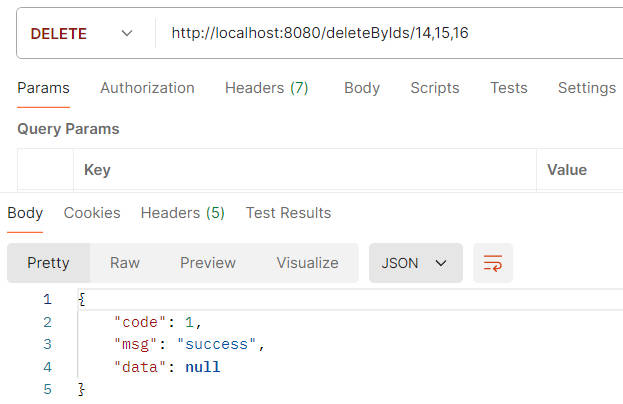 DELETE http://localhost:8080/deleteByIds/14,15,16
Params Authorization Headers (7) Body Scripts Tests Settings
Query Params
Key Value
Body Cookies Headers (5) Test Results
Pretty Raw Preview Visualize JSON
1 {
2 "code": 1,
3 "msg": "success",
4 "data": null
5 }